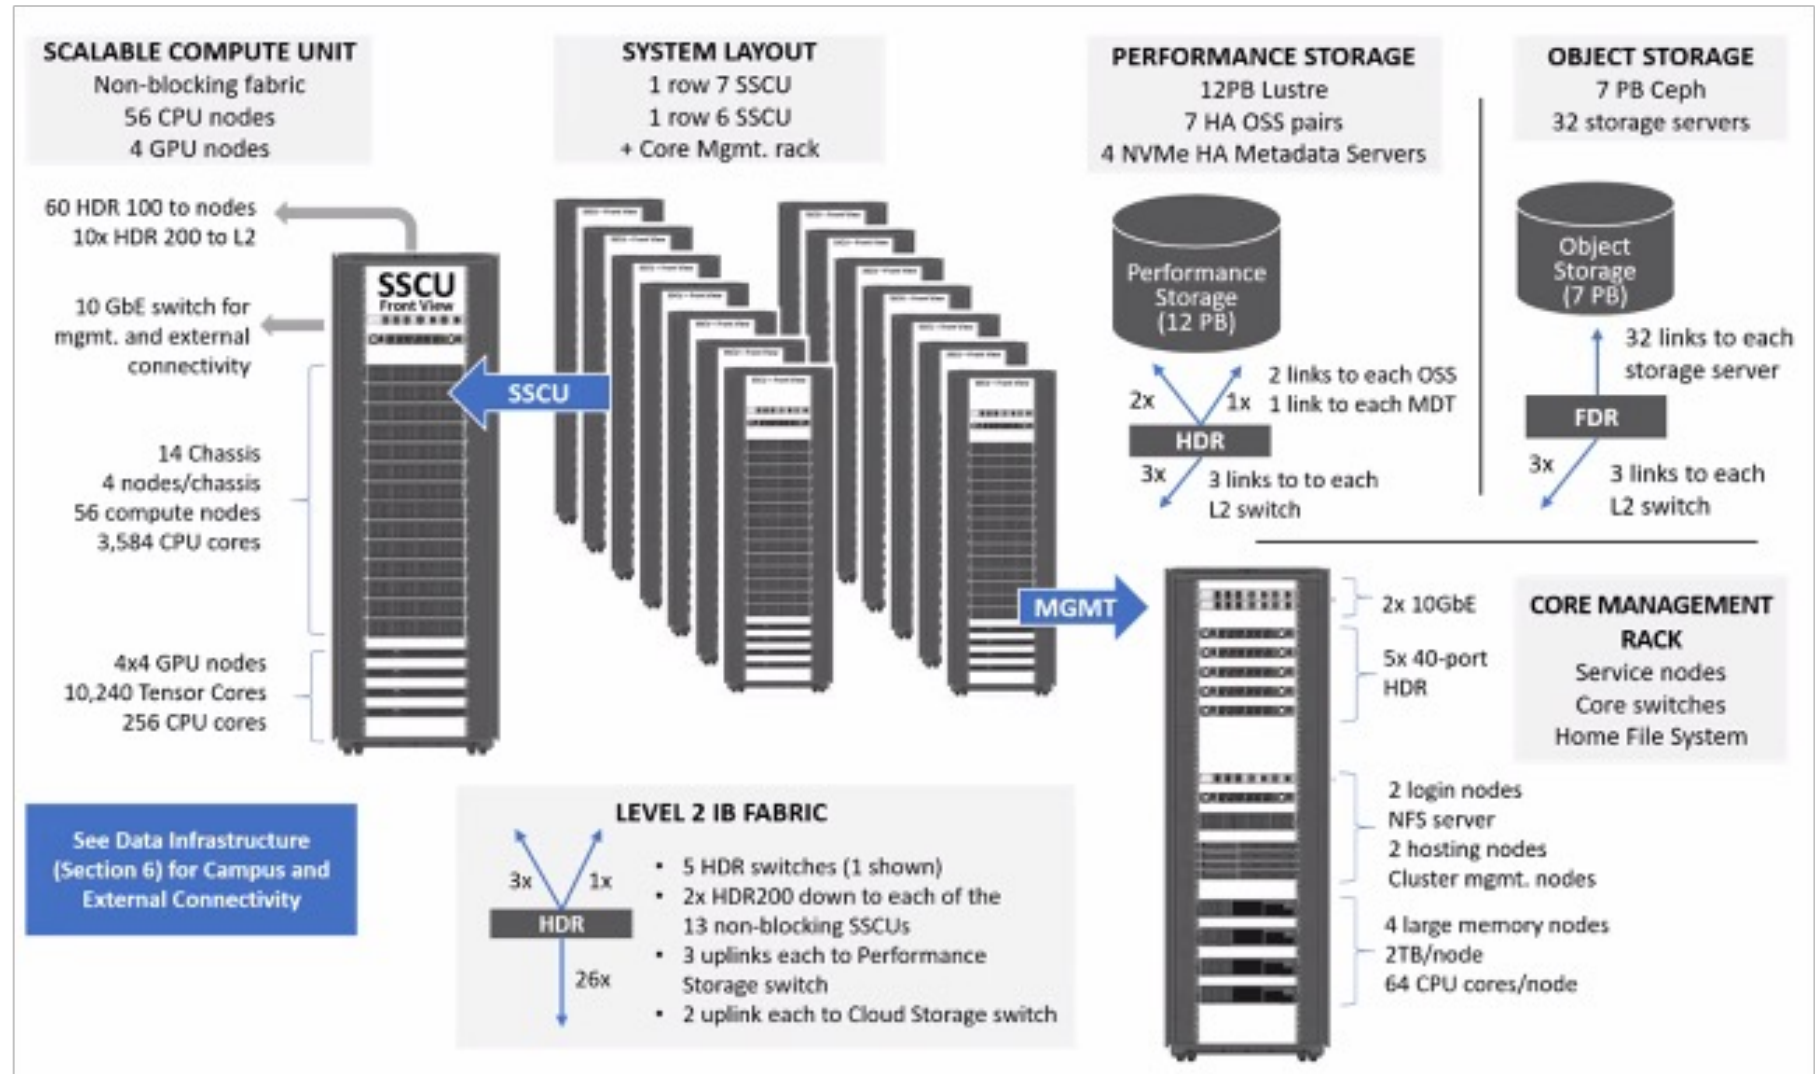 SCALABLE COMPUTE UNIT
Non-blocking fabric
56 CPU nodes
4 GPU nodes
SYSTEM LAYOUT
1 row 7 SSCU
1 row 6 SSCU
+ Core Mgmt. rack
PERFORMANCE STORAGE
12PB Lustre
7 HA OSS pairs
4 NVMe HA Metadata Servers
OBJECT STORAGE
7 PB Ceph
32 storage servers
60 HDR 100 to nodes
10x HDR 200 to L2
10 GbE switch for
mgmt. and external
connectivity
14 Chassis
4 nodes/chassis
56 compute nodes
3,584 CPU cores
4x4 GPU nodes
10,240 Tensor Cores
256 CPU cores
SSCU
Front View
SSCU
MGMT
Performance
Storage
(12 PB)
2x
1x
2 links to each OSS
1 link to each MDT
HDR
3x
3 links to to each
L2 switch
Object
Storage
(7 PB)
32 links to each
storage server
FDR
3x
3 links to each
L2 switch
2x 10GbE
5x 40-port
HDR
2 login nodes
NFS server
2 hosting nodes
Cluster mgmt. nodes
4 large memory nodes
2TB/node
64 CPU cores/node
CORE MANAGEMENT
RACK
Service nodes
Core switches
Home File System
See Data Infrastructure
(Section 6) for Campus and
External Connectivity
LEVEL 2 IB FABRIC
3x
1x
HDR
26x
• 5 HDR switches (1 shown)
• 2x HDR200 down to each of the
13 non-blocking SSCUs
• 3 uplinks each to Performance
Storage switch
• 2 uplink each to Cloud Storage switch